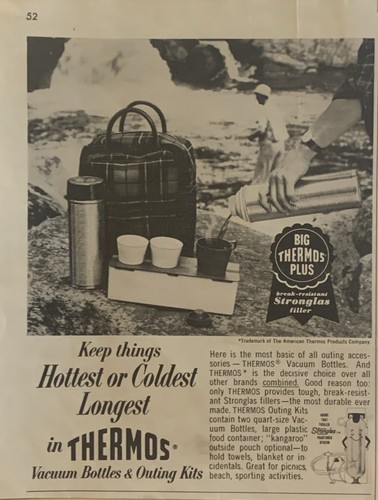 52
BIG
THERMOS
PLUS
break-resistant
Stronglas
filler
*Trademark of The American Thermos Products Company
Keep things
Hottest or Coldest
Longest
in THERMOS®
Vacuum Bottles & Outing Kits
Here is the most basic of all outing acces-
sories — THERMOS® Vacuum Bottles. And
THERMOS* is the decisive choice over all
other brands combined. Good reason too:
only THERMOS provides tough, break-resist-
ant Stronglas fillers—the most durable ever
made. THERMOS Outing Kits
contain two quart-size Vac-
uum Bottles, large plastic
food container; "kangaroo"
outside pouch optional—to
hold towels, blanket or in-
cidentals. Great for picnics,
beach, sporting activities.
Stronglas